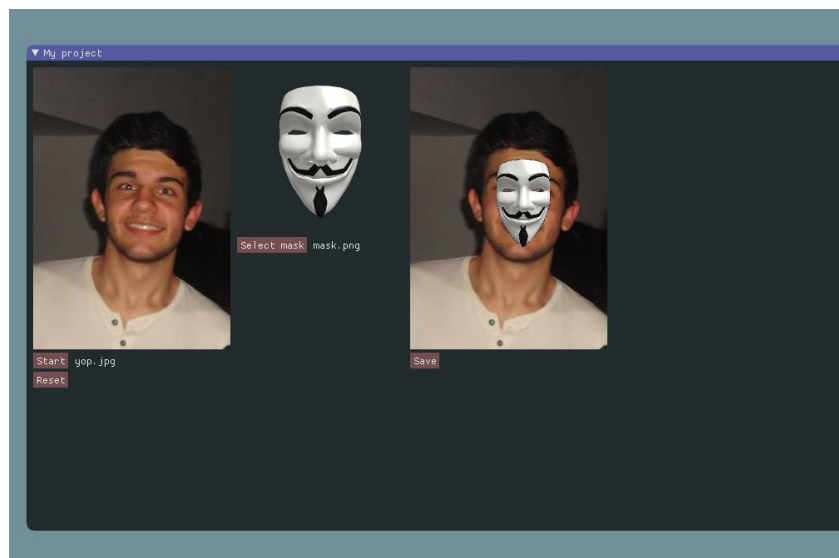 My project
Select mask mask.png
Start yop.jpg
Save
Reset